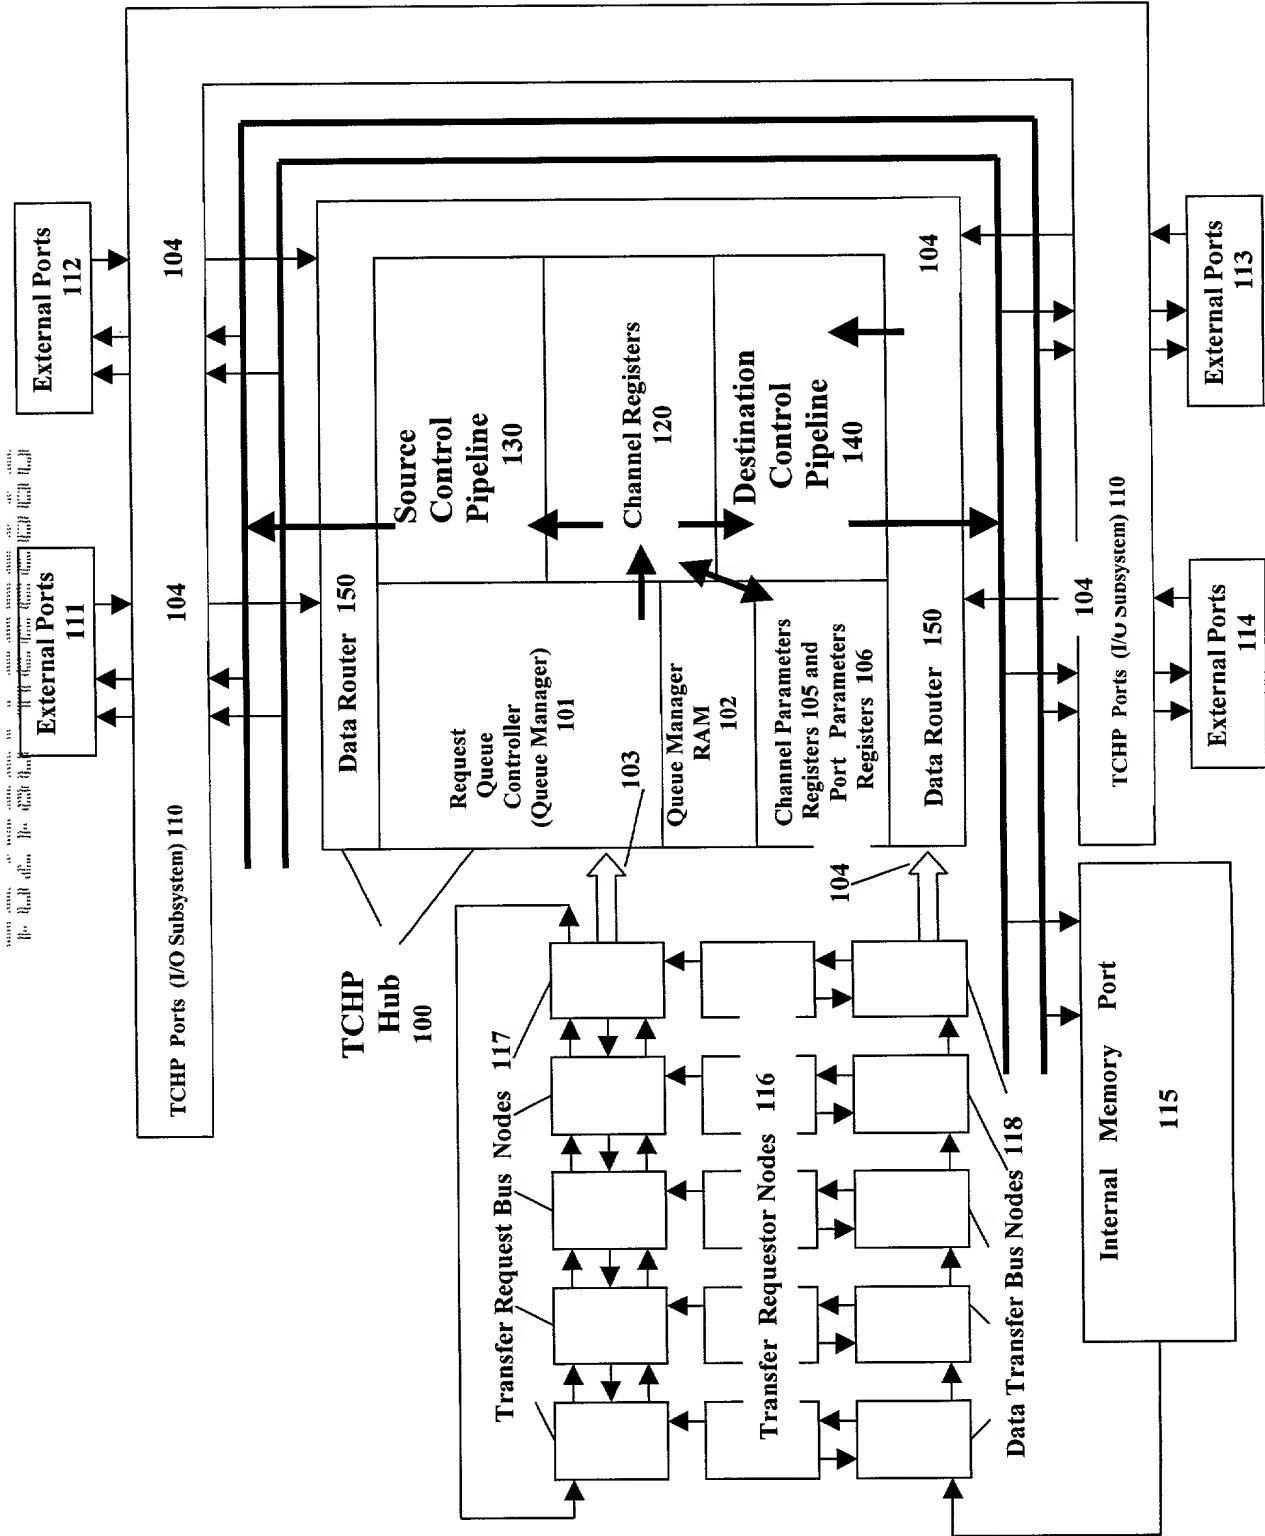 External Ports
111
External Ports
112
TCHP Ports (I/O Subsystem) 110
104
104
Data Router 150
Source
Control
Pipeline
130
Request
Queue
Controller
(Queue Manager)
101
Channel Registers
120
103
Queue Manager
RAM
102
Destination
Control
Pipeline
140
Channel Parameters
Registers 105 and
Port Parameters
Registers 106
104
Data Router 150
104
104
TCHP Ports (I/O Subsystem) 110
External Ports
114
External Ports
113
TCHP
Hub
100
Transfer Request Bus Nodes 117
Transfer Requestor Nodes 116
Data Transfer Bus Nodes 118
Internal Memory Port
115